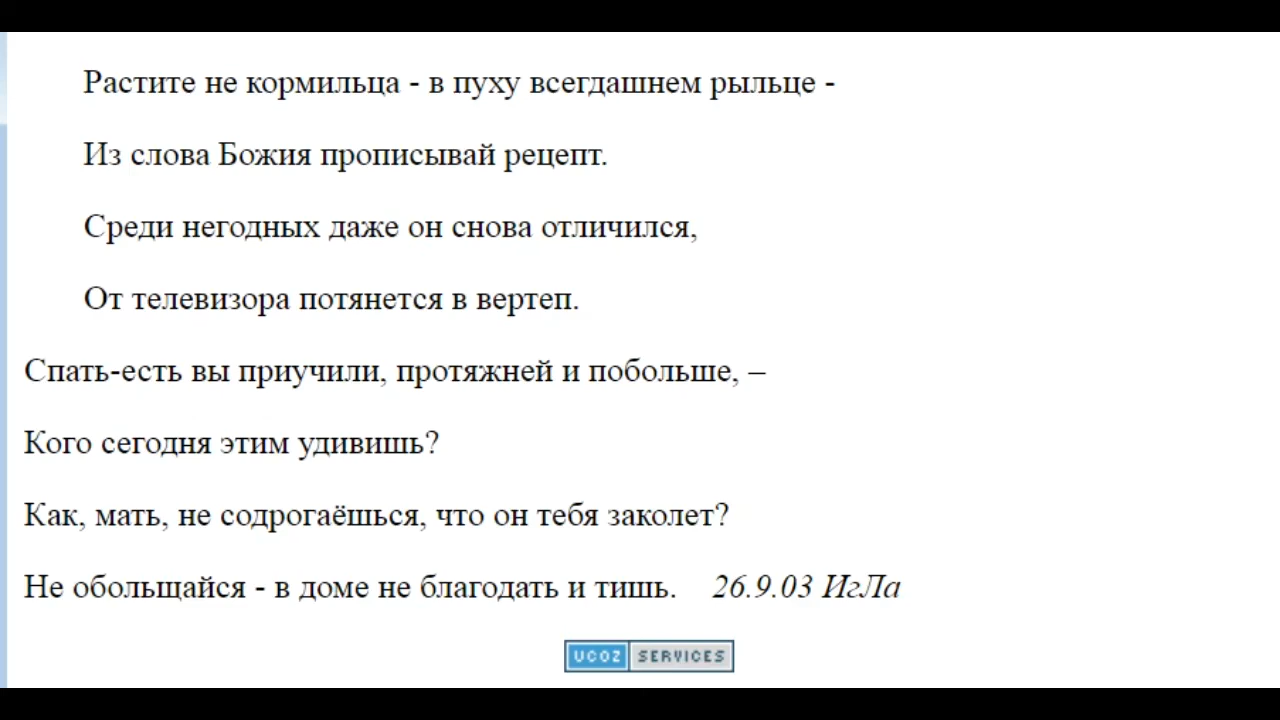 Растите не кормильца - в пуху всегдашнем рыльце -
Из слова Божия прописывай рецепт.
Среди негодных даже он снова отличился,
От телевизора потянется в вертеп.
Спать-есть вы приучили, протяжней и побольше, –
Кого сегодня этим удивишь?
Как, мать, не содрогаёшься, что он тебя заколет?
Не обольщайся - в доме не благодать и тишь. 26.9.03 ИгЛа
UCOZ SERVICES